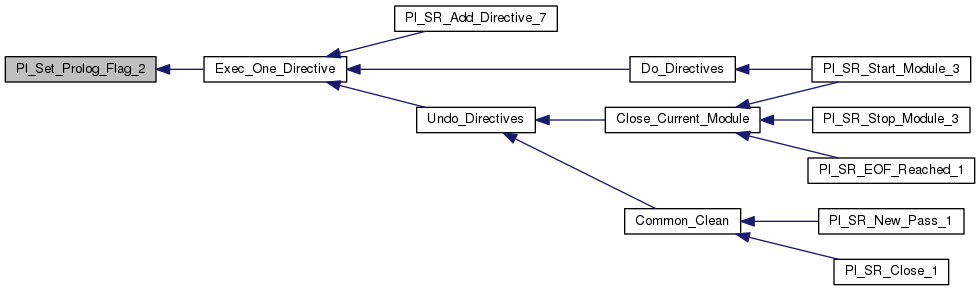 Pl_SR_Add_Directive_7
Pl_Set_Prolog_Flag_2
Exec_One_Directive
Do_Directives
Pl_SR_Start_Module_3
Undo_Directives
Close_Current_Module
Pl_SR_Stop_Module_3
Pl_SR_EOF_Reached_1
Common_Clean
Pl_SR_New_Pass_1
Pl_SR_Close_1